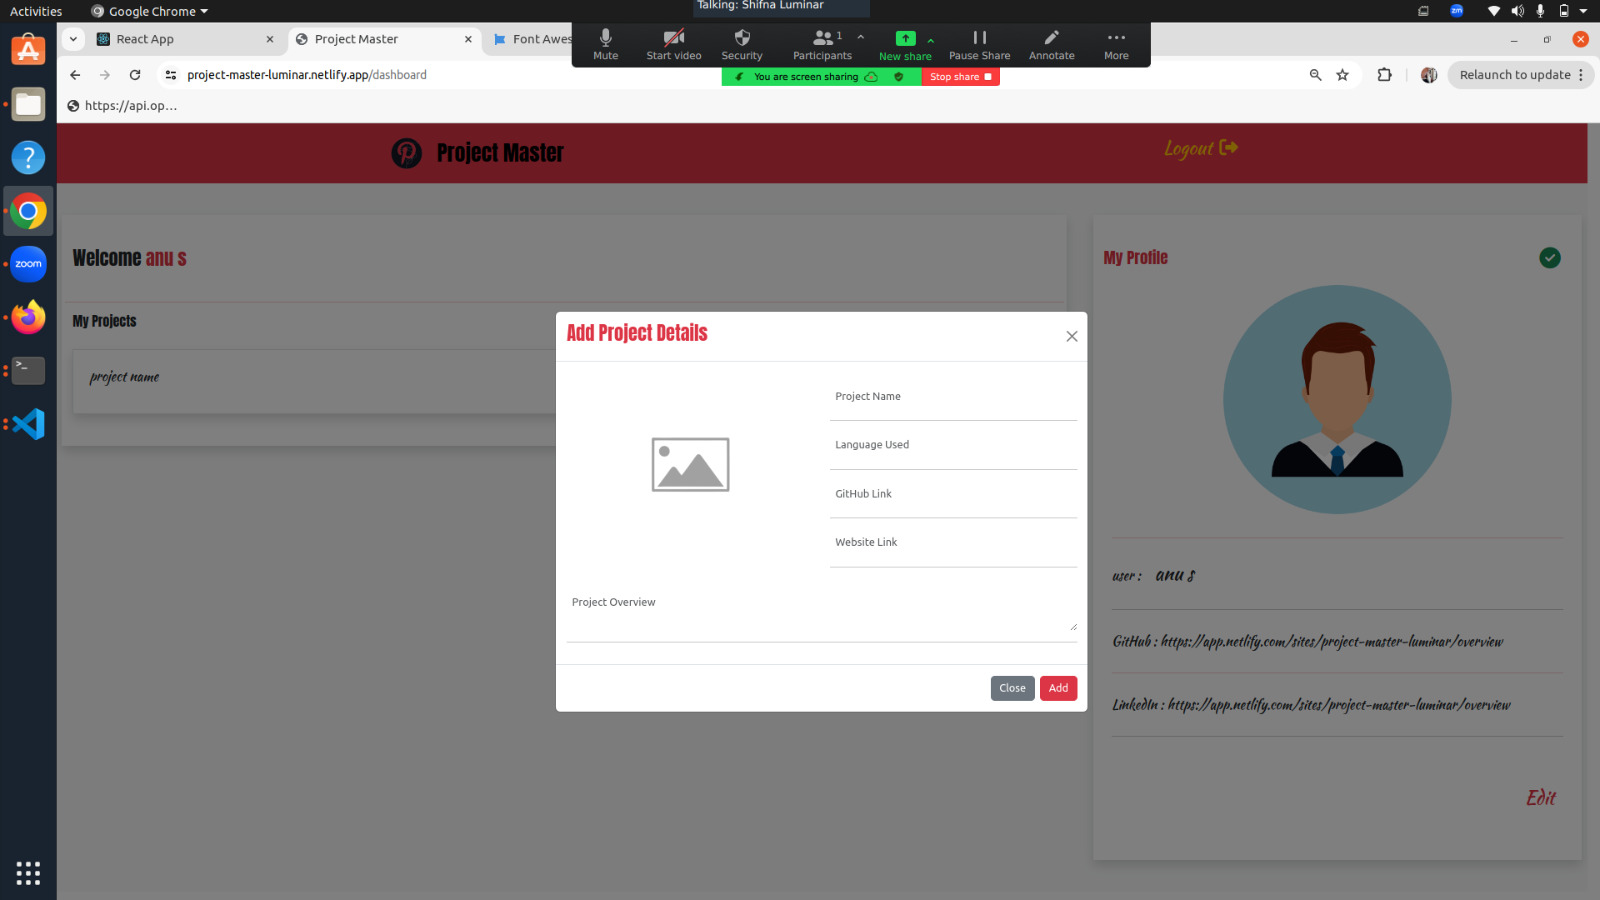 Activities
Google Chrome
Talking: Shifna Luminar
zm
React App
Project Master
Font Awes
Mute
Start video
Security
Participants
1
New share
Pause Share
Annotate
More
project-master-luminar.netlify.app/dashboard
You are screen sharing
Stop share
Relaunch to update
https://api.op...
Project Master
Logout
Welcome anu s
My Projects
project name
Add Project Details
Project Name
Language Used
GitHub Link
Website Link
Project Overview
Close
Add
My Profile
user : anu s
GitHub : https://app.netlify.com/sites/project-master-luminar/overview
LinkedIn : https://app.netlify.com/sites/project-master-luminar/overview
Edit
zoom